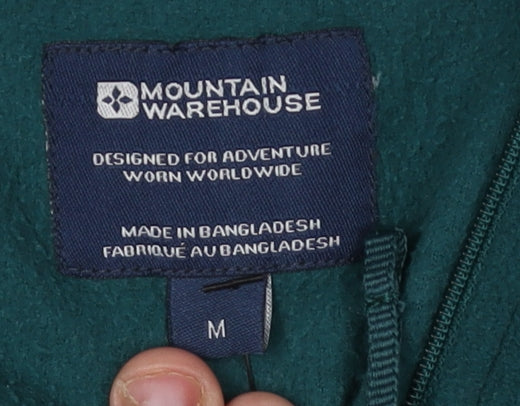 MOUNTAIN
WAREHOUSE
DESIGNED FOR ADVENTURE
WORN WORLDWIDE
MADE IN BANGLADESH
FABRIQUÉ AU BANGLADESH
M